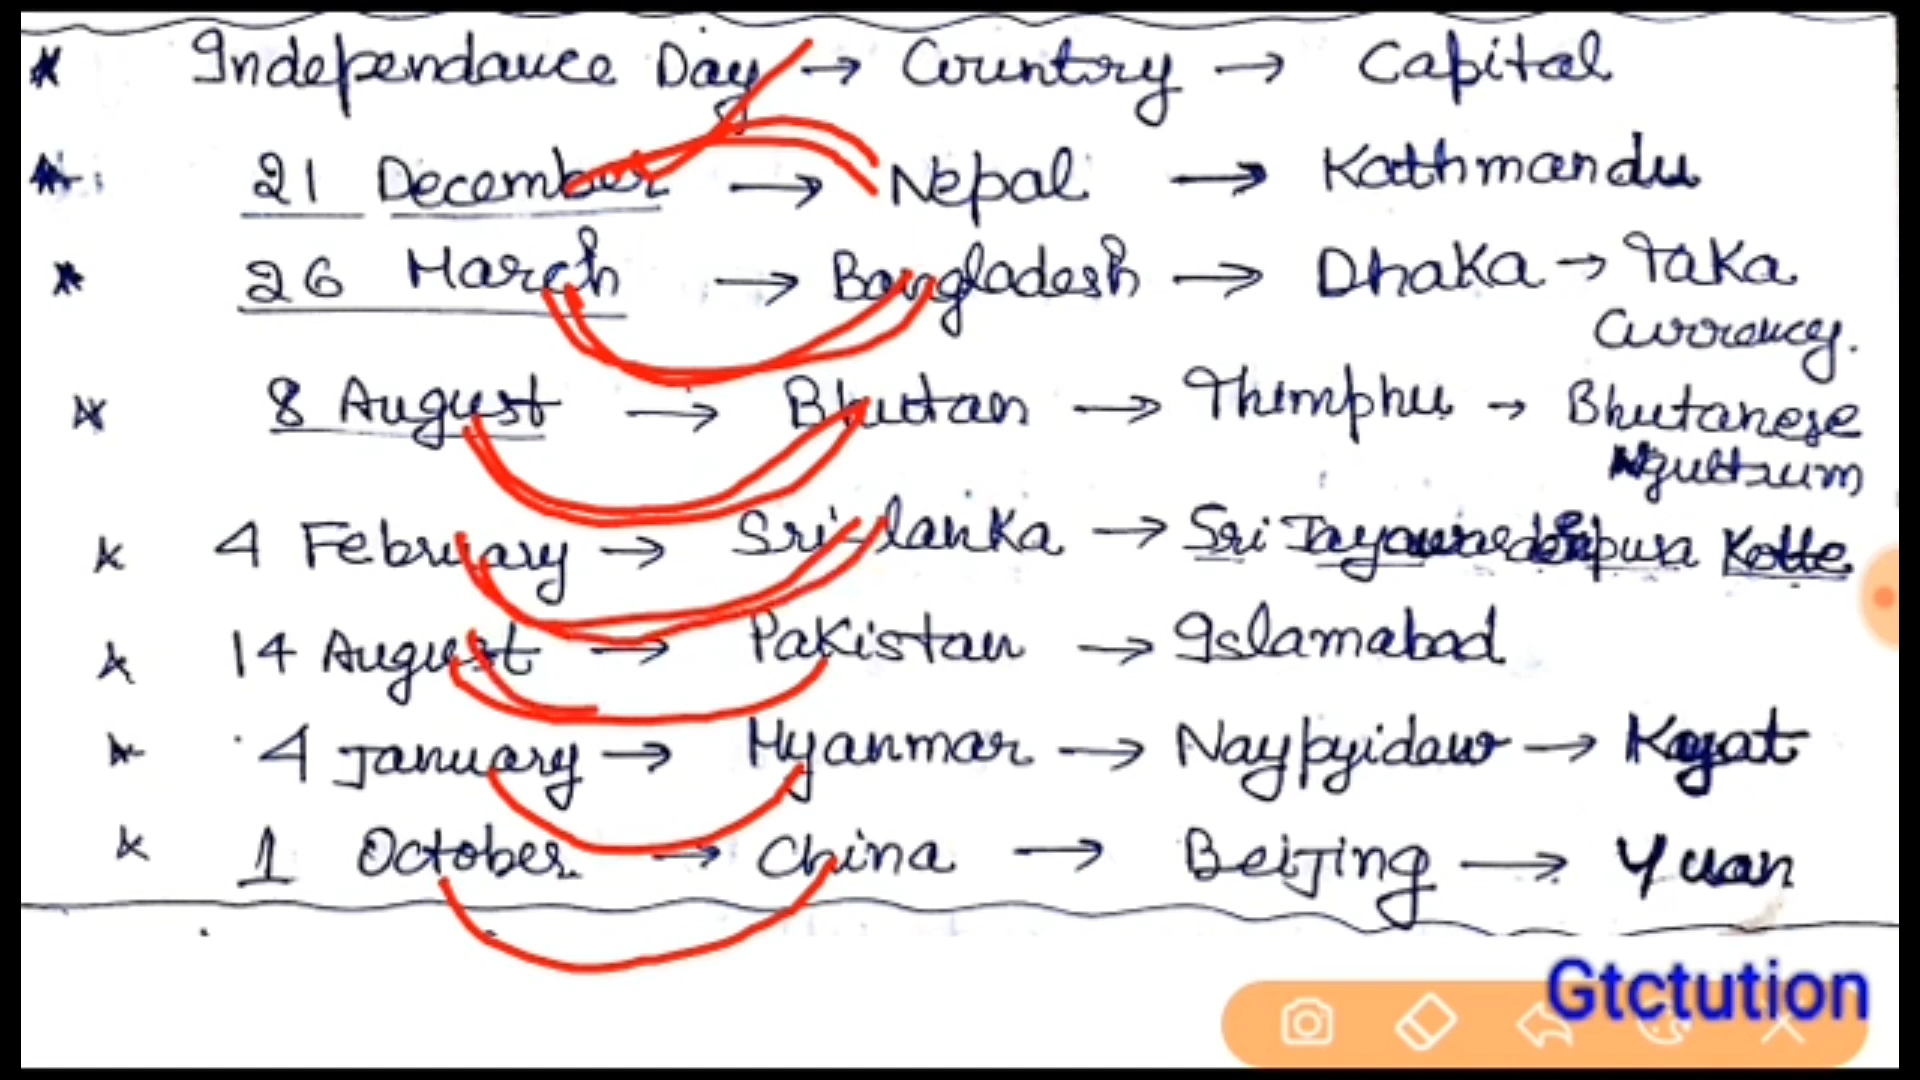 Independance Day → Country → Capital
21 December → Nepal → Kathmandu
26 March → Bangladesh → Dhaka → Taka
Currency.
8 August → Bhutan → Thimphu → Bhutanese
Ngultrum
4 February → Sri-lanka → Sri Kotte
14 August → Pakistan → Islamabad
4 January → Myanmar → Naypyidaw → Kayat
1 October → China → Beijing → Yuan
Gtctution